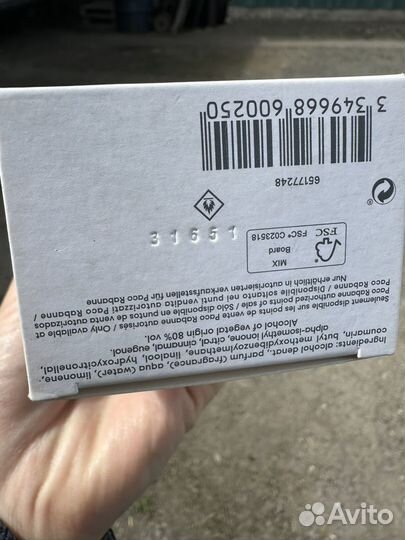 Ingredients: alcohol denat., parfum (fragrance), aqua (water), limonene,
coumarin, butyl methoxydibenzoylmethane, linalool, hydroxycitronellal,
alpha-isomethyl ionone, citral, cinnamal, eugenol.
Alcohol of vegetal origin 80% vol.
Seulement disponible sur les points de vente Paco Rabanne autorisés / Only available at
Paco Rabanne authorized points of sale / Sólo disponible en puntos de venta autorizados
Paco Rabanne / Disponibile soltanto nei punti vendita autorizzati Paco Rabanne /
Nur erhältlich in autorisierten verkaufsstellen für Paco Rabanne
FSC
MIX
Board
FSC® C023518
31651
65177248
3 349668 600250
Avito